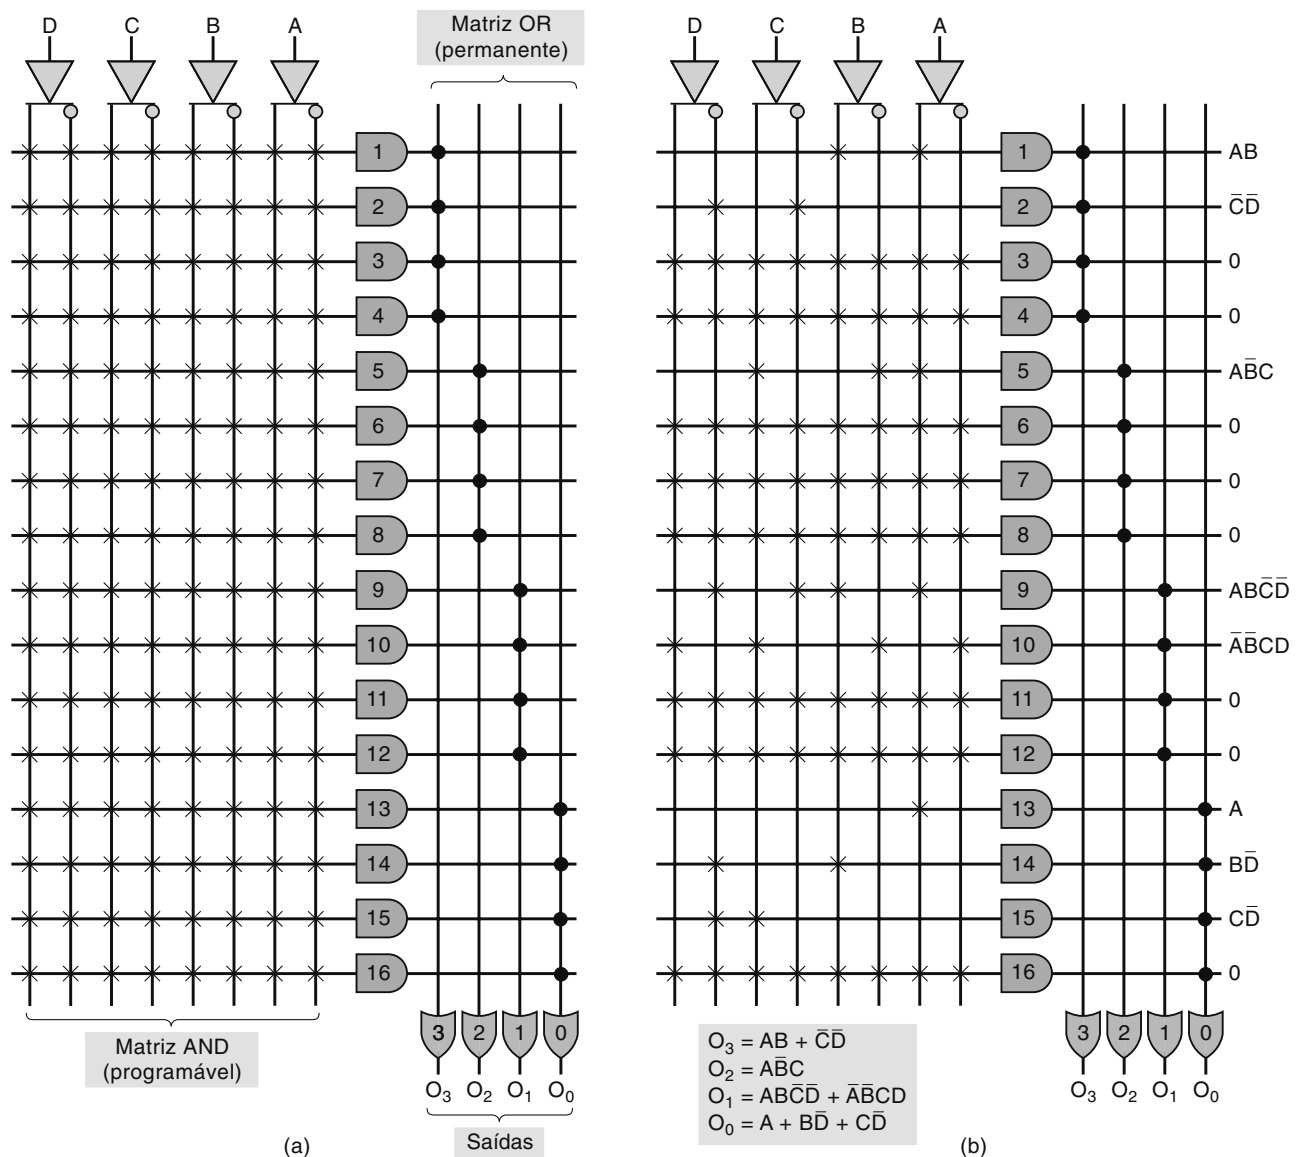 D C B A
Matriz OR
(permanente)
1
2
3
4
5
6
7
8
9
10
11
12
13
14
15
16
3 2 1 0
O₃ O₂ O₁ O₀
Matriz AND
(programável)
Saídas
(a)
D C B A
1 AB
2 C̅D̅
3 0
4 0
5 AB̅C
6 0
7 0
8 0
9 ABC̅D̅
10 A̅B̅CD
11 0
12 0
13 A
14 BD̅
15 CD̅
16 0
3 2 1 0
O₃ O₂ O₁ O₀
O₃ = AB + C̅D̅
O₂ = AB̅C
O₁ = ABC̅D̅ + A̅B̅CD
O₀ = A + BD̅ + CD̅
(b)